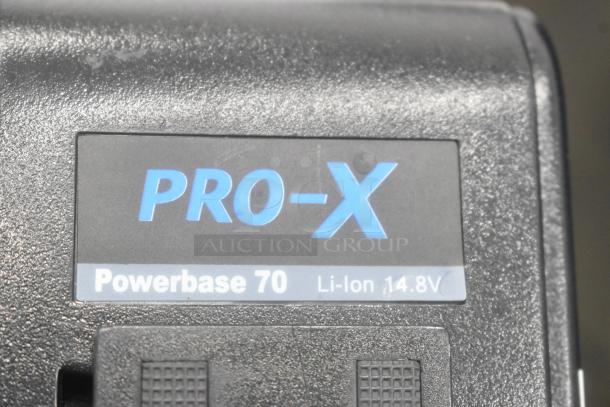 PRO-X
AUCTION GROUP
Powerbase 70 Li-Ion 14.8V